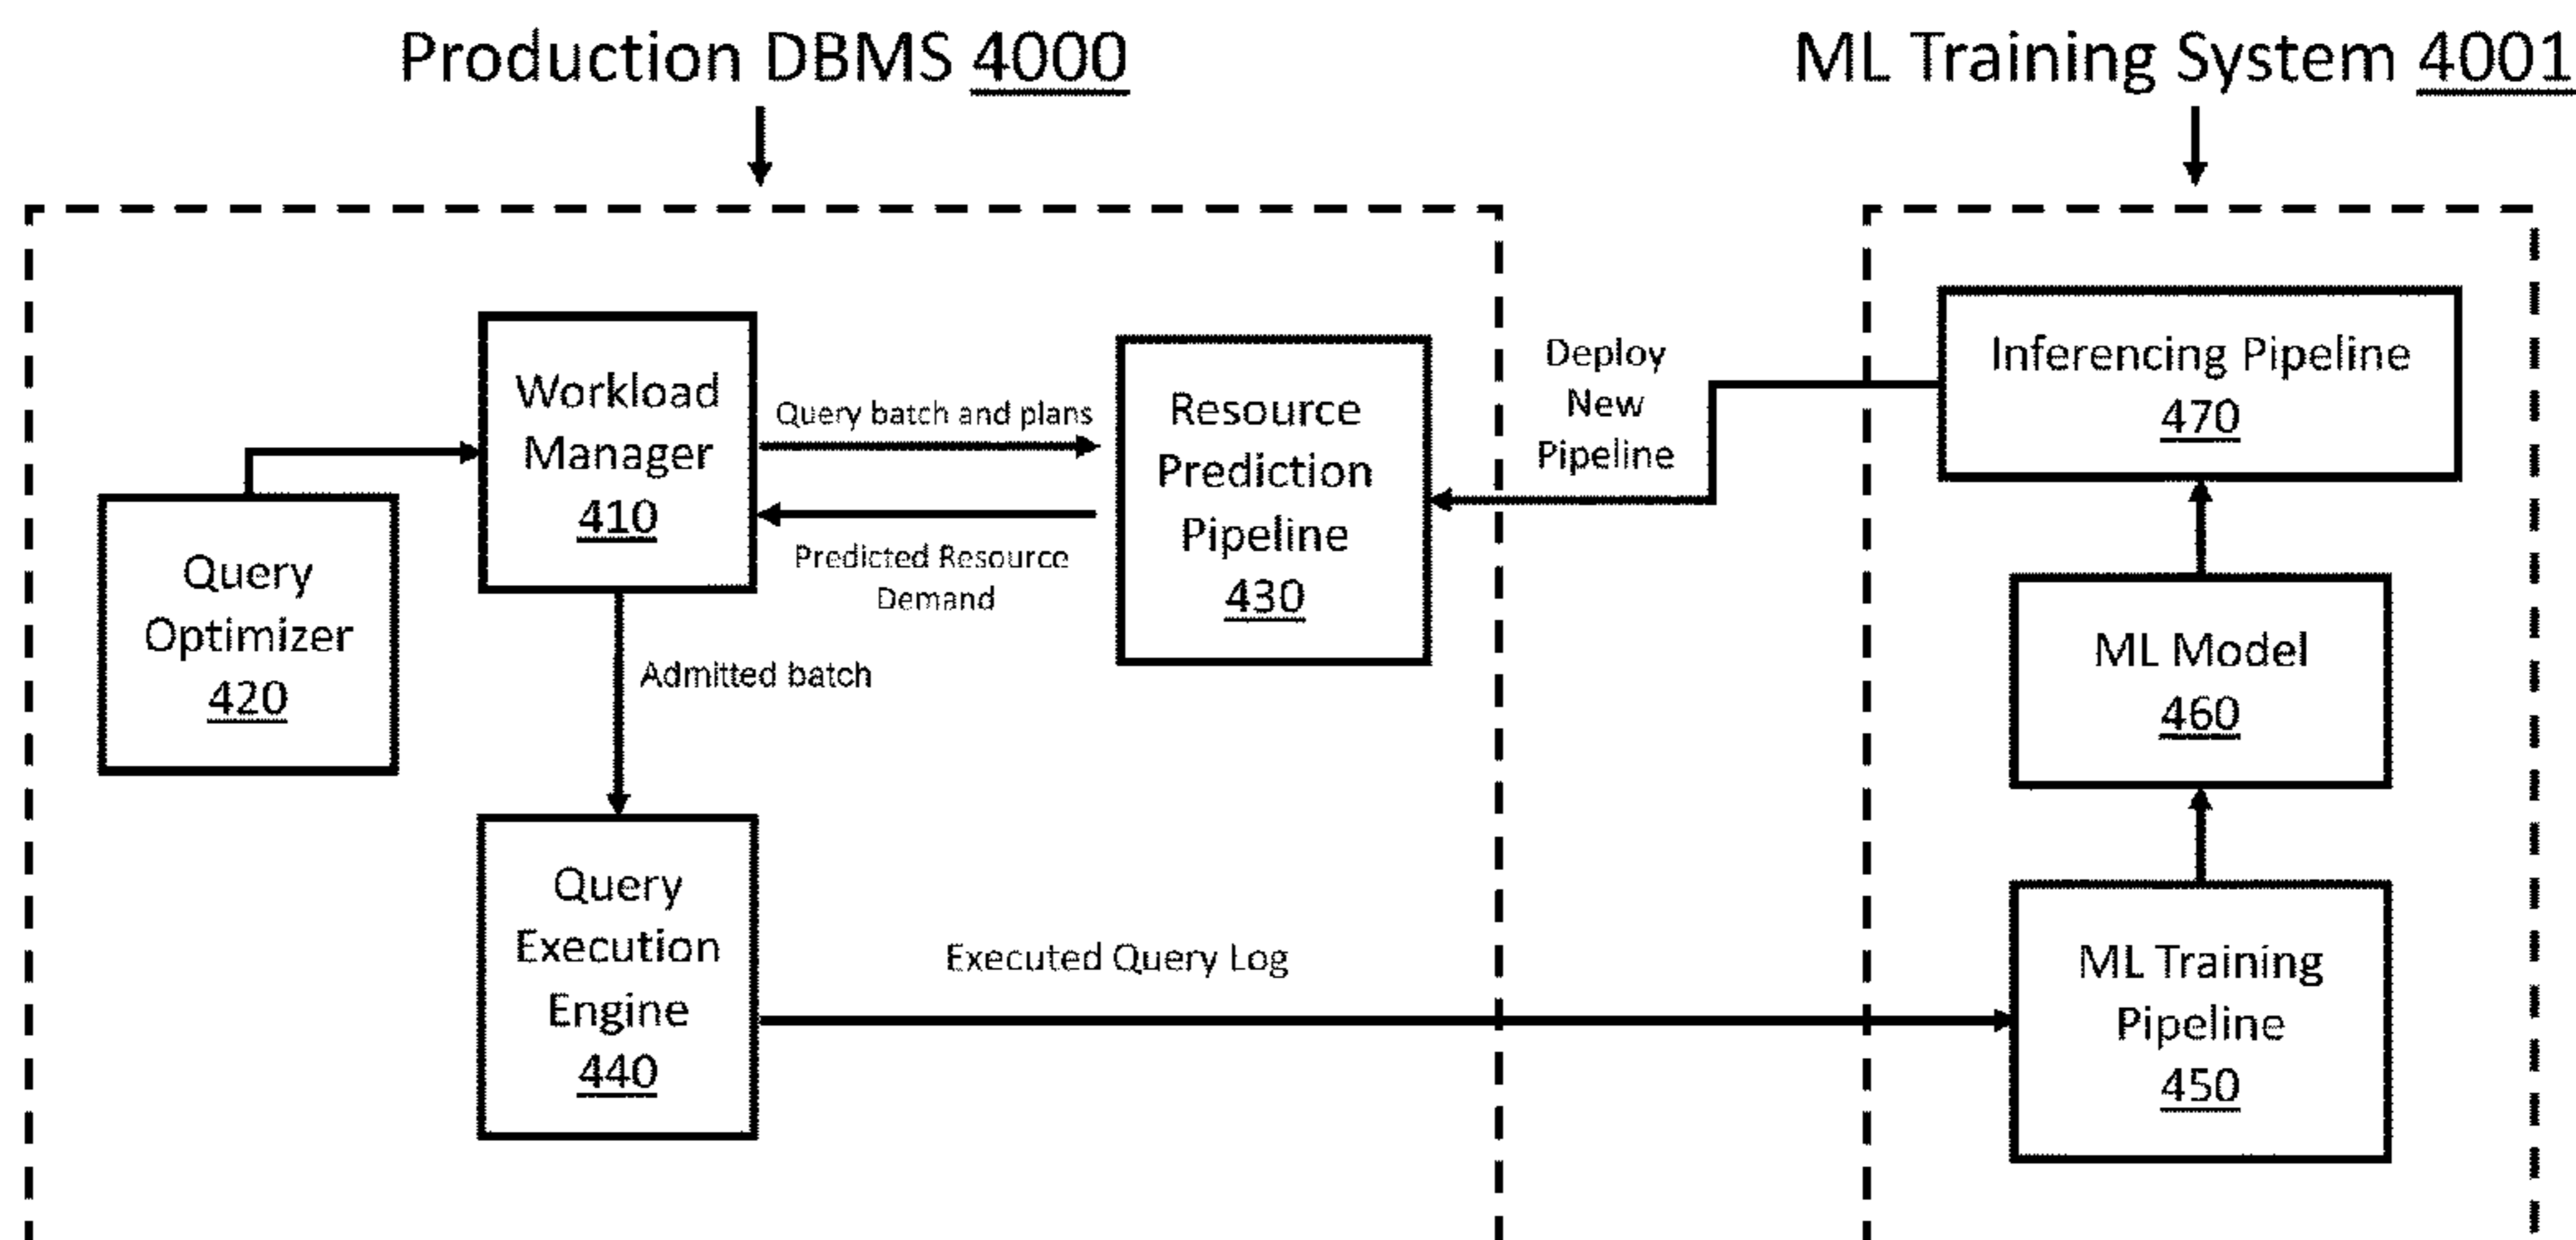 Production DBMS 4000
ML Training System 4001
Workload
Manager
410
Query
Optimizer
420
Query batch and plans
Predicted Resource
Demand
Resource
Prediction
Pipeline
430
Admitted batch
Query
Execution
Engine
440
Executed Query Log
Deploy
New
Pipeline
Inferencing Pipeline
470
ML Model
460
ML Training
Pipeline
450